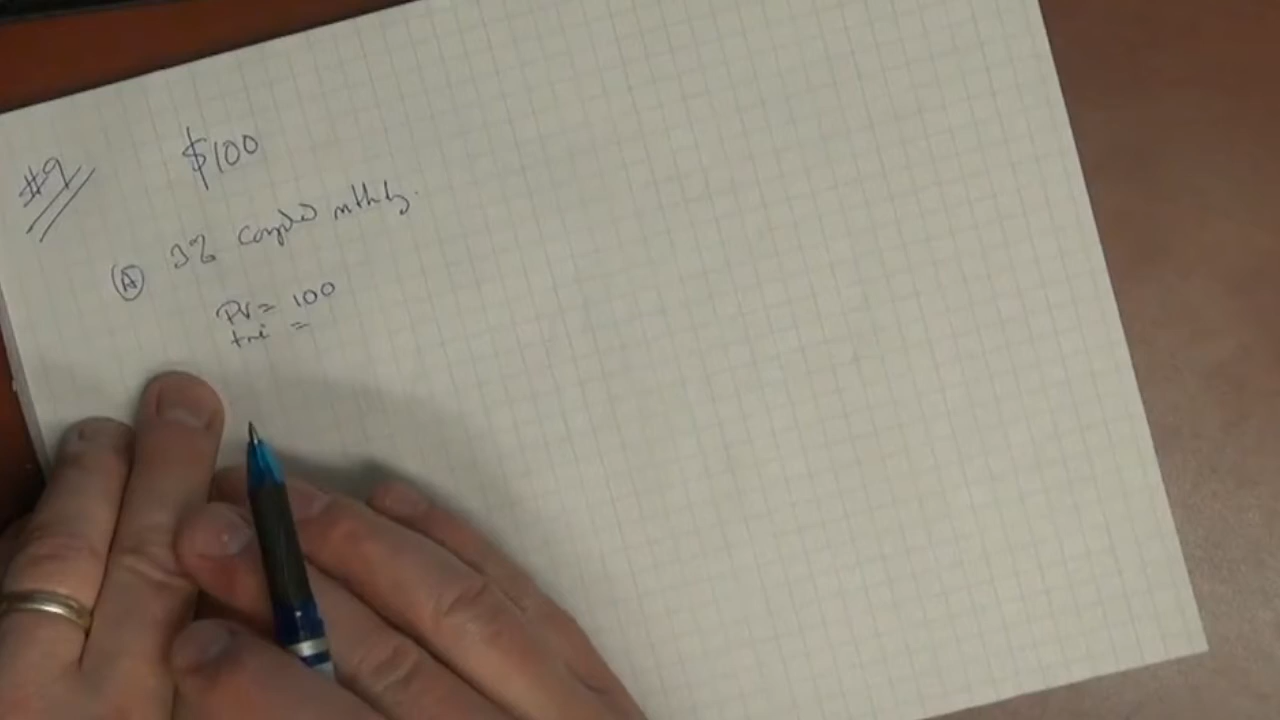 #9 $100
(A) 3% compd mthly.
PV = 100
=